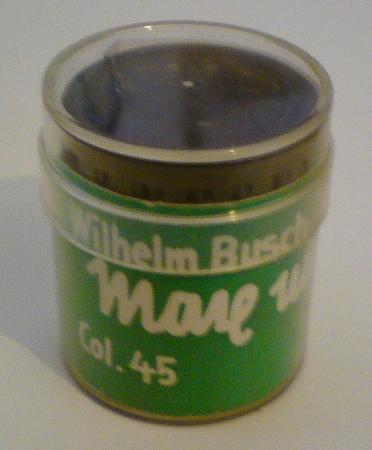 Wilhelm Busch
Max u
Col. 45